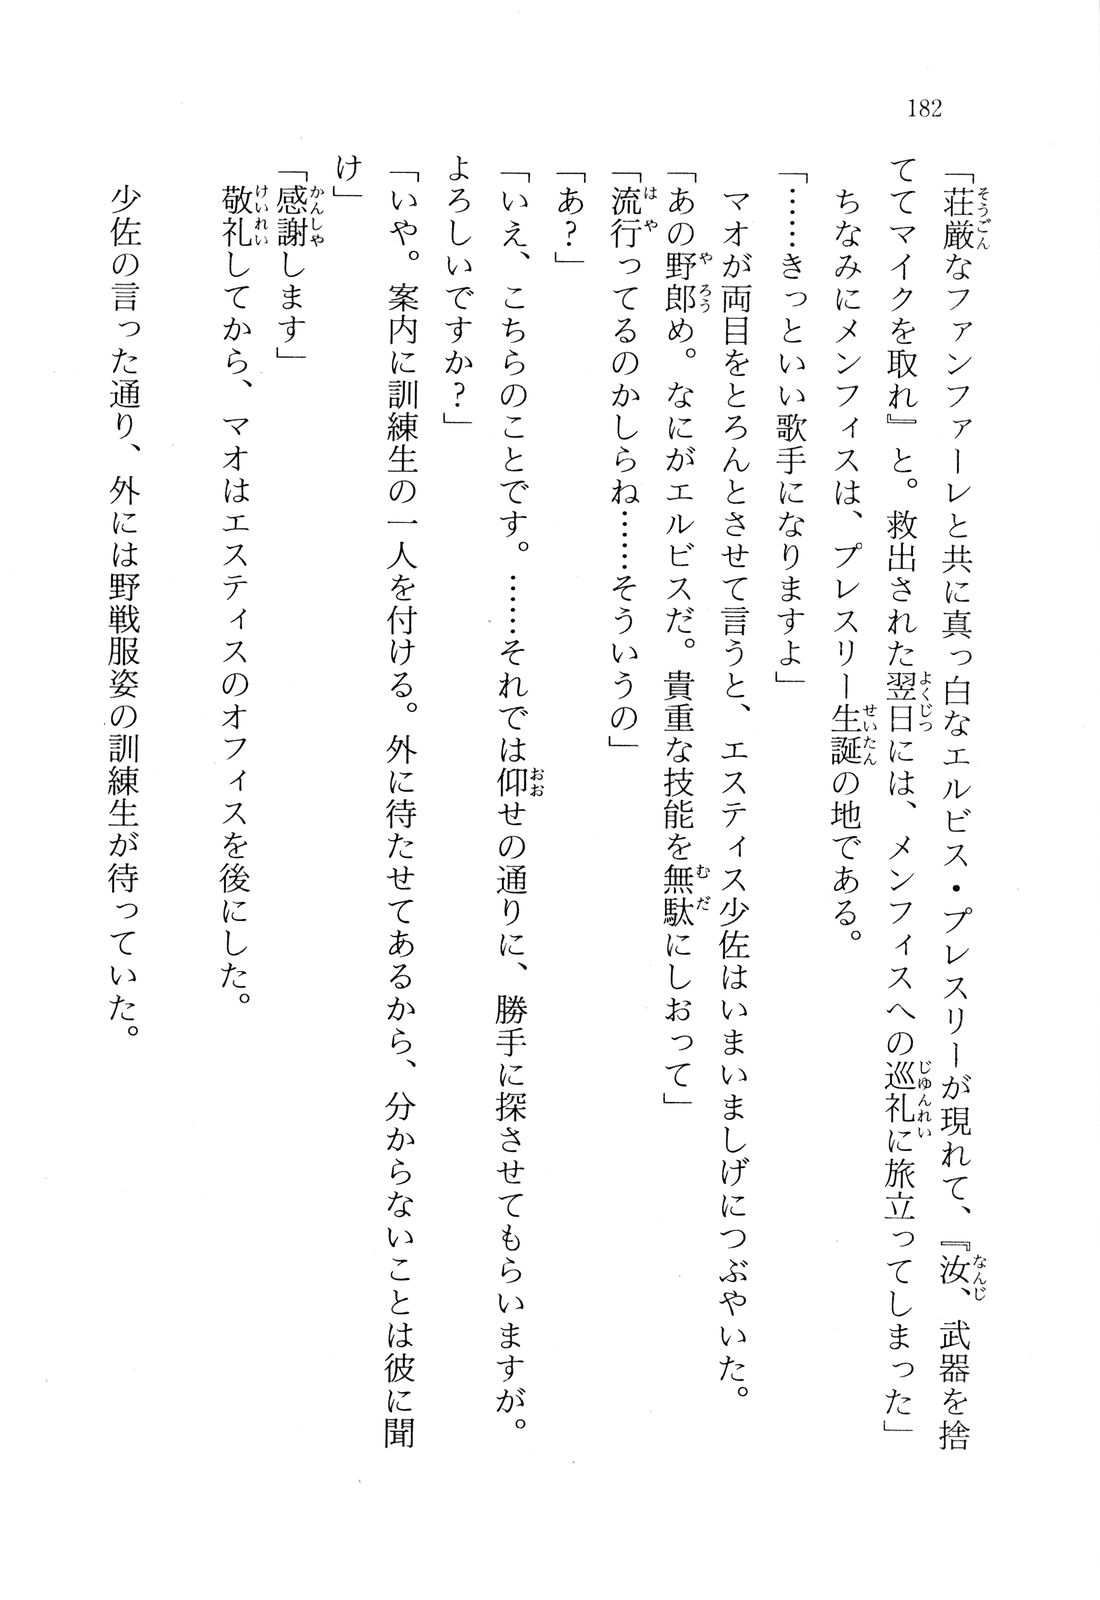 182
「荘厳なファンファーレと共に真っ白なエルビス・プレスリーが現れて、『汝、武器を捨
ててマイクを取れ』と。救出された翌日には、メンフィスへの巡礼に旅立ってしまった」
ちなみにメンフィスは、プレスリー生誕の地である。
「……きっといい歌手になりますよ」
マオが両目をとろんとさせて言うと、エスティス少佐はいまいましげにつぶやいた。
「あの野郎め。なにがエルビスだ。貴重な技能を無駄にしおって」
「流行ってるのかしらね……そういうの」
「あ？」
「いえ、こちらのことです。……それでは仰せの通りに、勝手に探させてもらいますが。
よろしいですか？」
「いや。案内に訓練生の一人を付ける。外に待たせてあるから、分からないことは彼に聞
け」
「感謝します」
敬礼してから、マオはエスティスのオフィスを後にした。
少佐の言った通り、外には野戦服姿の訓練生が待っていた。